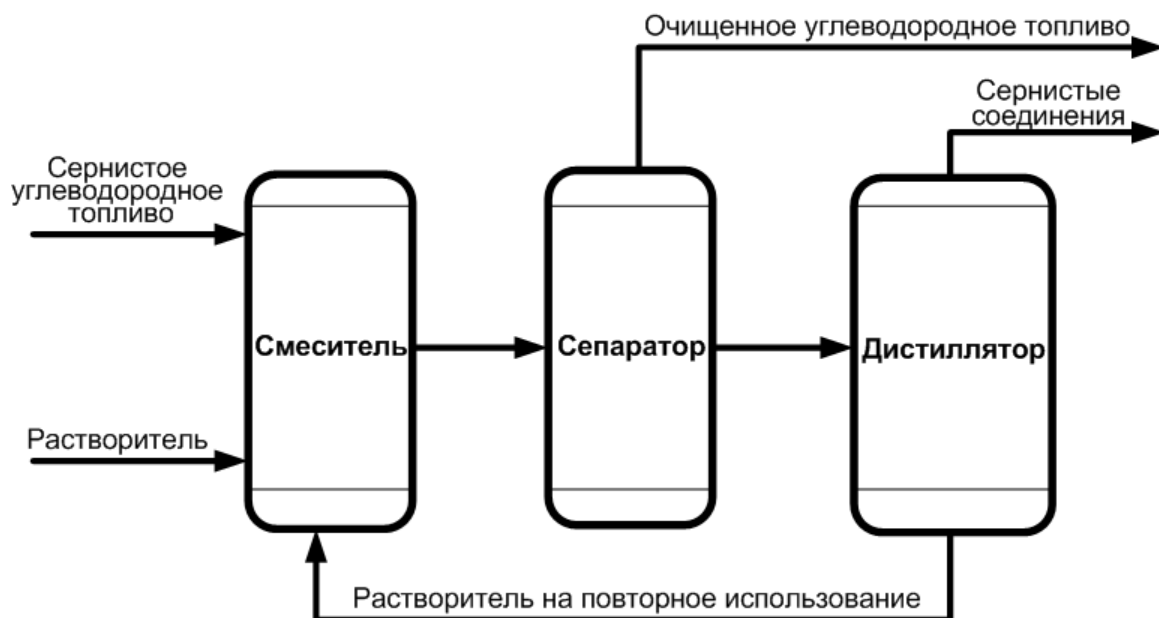 Очищенное углеводородное топливо
Сернистые
соединения
Сернистое
углеводородное
топливо
Смеситель
Сепаратор
Дистиллятор
Растворитель
Растворитель на повторное использование